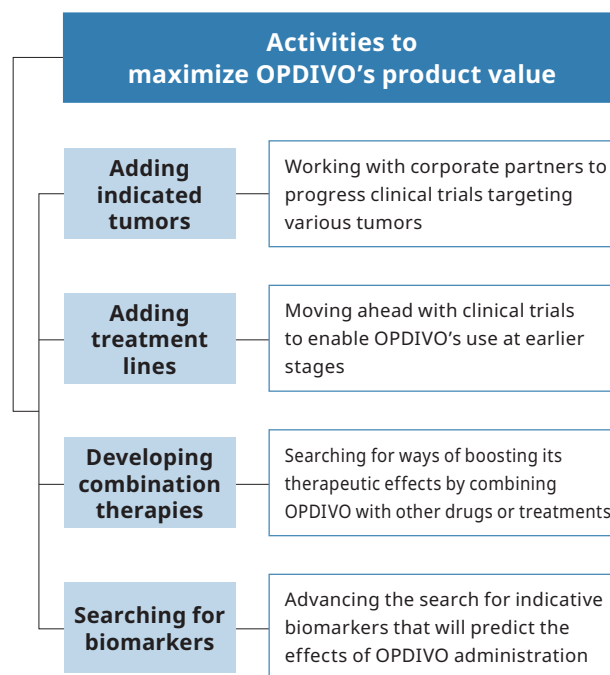 Activities to
maximize OPDIVO's product value
Adding
indicated
tumors
Working with corporate partners to
progress clinical trials targeting
various tumors
Adding
treatment
lines
Moving ahead with clinical trials
to enable OPDIVO's use at earlier
stages
Developing
combination
therapies
Searching for ways of boosting its
therapeutic effects by combining
OPDIVO with other drugs or treatments
Searching for
biomarkers
Advancing the search for indicative
biomarkers that will predict the
effects of OPDIVO administration